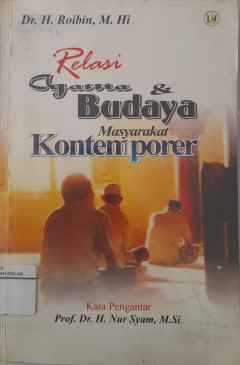 Dr. H. Roibin, M. Hi
Relasi
Agama &
Budaya
Masyarakat
Kontemporer
Kata Pengantar
Prof. Dr. H. Nur Syam, M.Si.